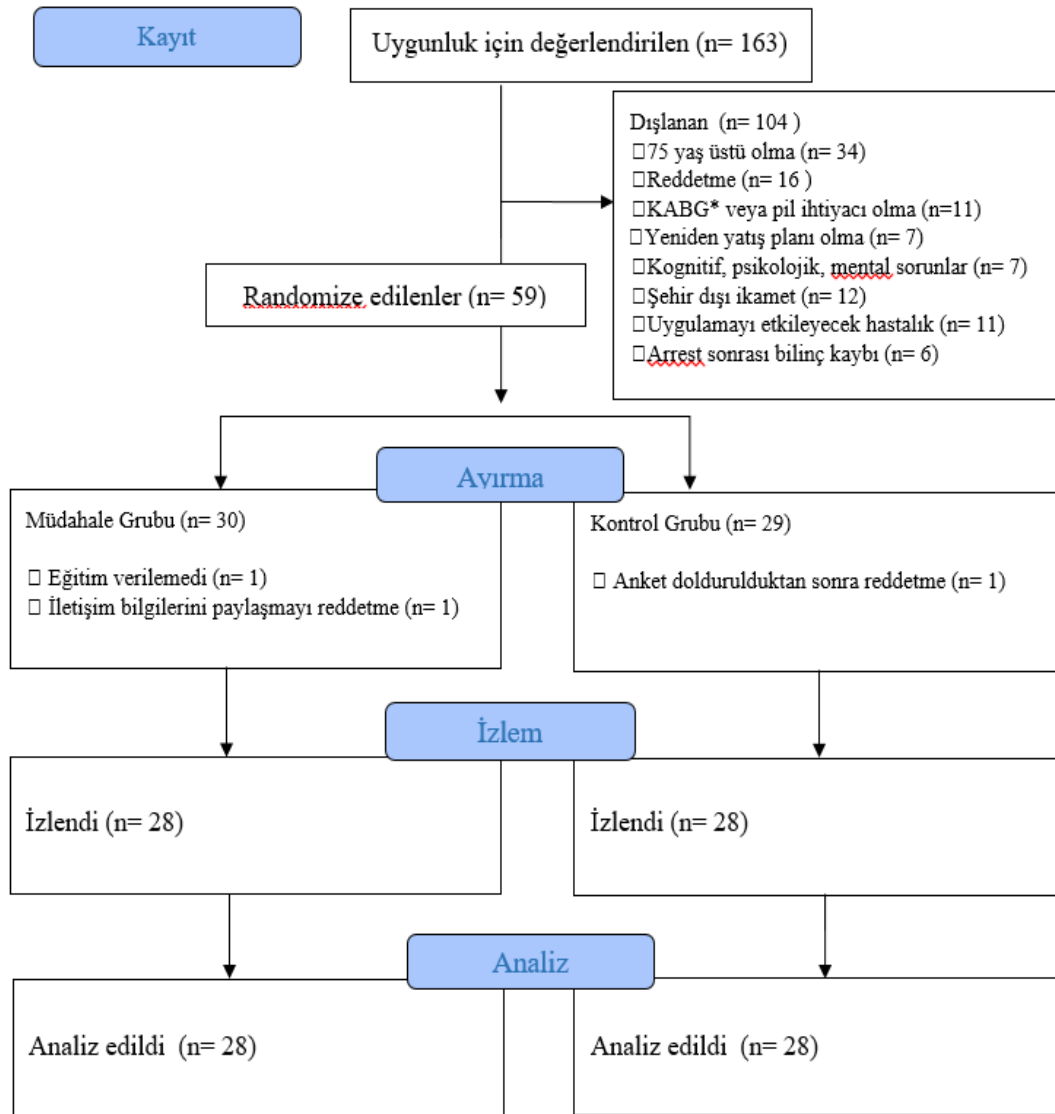 Kayıt
Uygunluk için değerlendirilen (n= 163)
Dışlanan (n= 104 )
□75 yaş üstü olma (n= 34)
□Reddetme (n= 16 )
□KABG* veya pil ihtiyacı olma (n=11)
□Yeniden yatış planı olma (n= 7)
□Kognitif, psikolojik, mental sorunlar (n= 7)
□Şehir dışı ikamet (n= 12)
□Uygulamayı etkileyecek hastalık (n= 11)
□Arrest sonrası bilinç kaybı (n= 6)
Randomize edilenler (n= 59)
Ayırma
Müdahale Grubu (n= 30)
□ Eğitim verilemedi (n= 1)
□ İletişim bilgilerini paylaşmayı reddetme (n= 1)
Kontrol Grubu (n= 29)
□ Anket doldurulduktan sonra reddetme (n= 1)
İzlem
İzlendi (n= 28)
İzlendi (n= 28)
Analiz
Analiz edildi (n= 28)
Analiz edildi (n= 28)